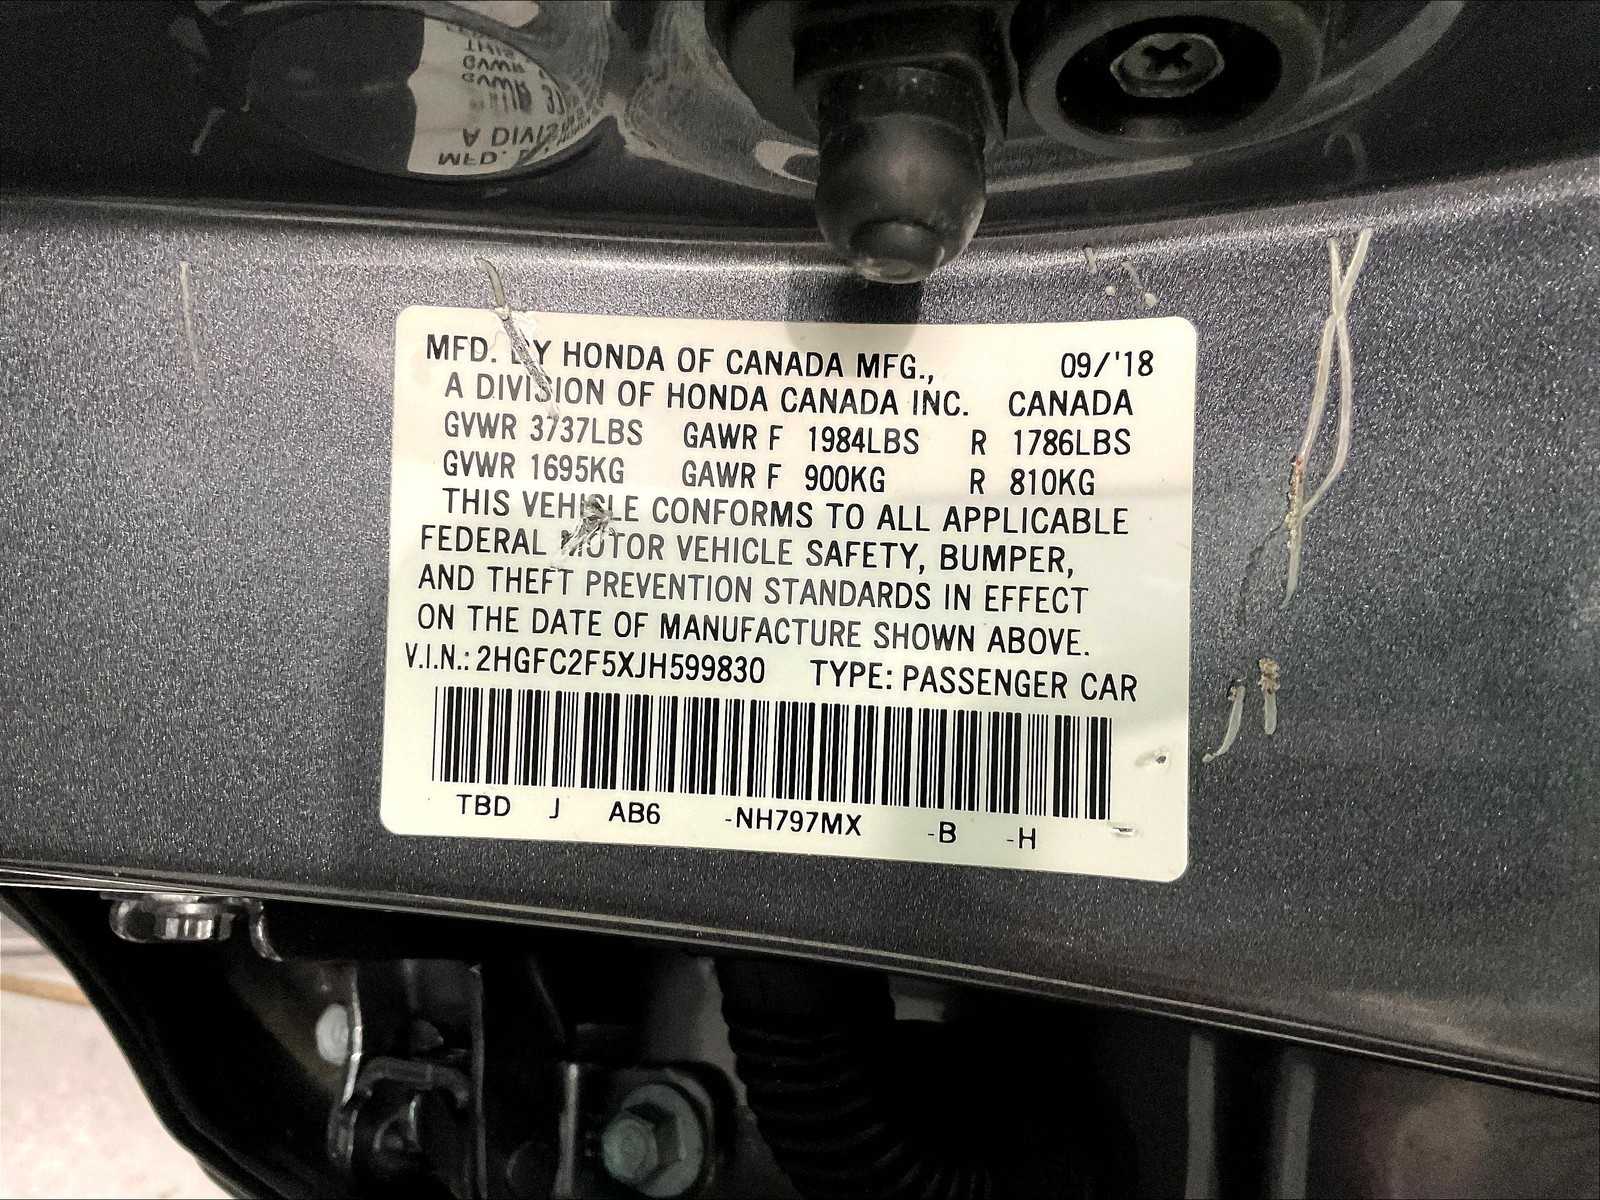 MFD. BY HONDA OF CANADA MFG., 09/'18
A DIVISION OF HONDA CANADA INC. CANADA
GVWR 3737LBS GAWR F 1984LBS R 1786LBS
GVWR 1695KG GAWR F 900KG R 810KG
THIS VEHICLE CONFORMS TO ALL APPLICABLE
FEDERAL MOTOR VEHICLE SAFETY, BUMPER,
AND THEFT PREVENTION STANDARDS IN EFFECT
ON THE DATE OF MANUFACTURE SHOWN ABOVE.
V.I.N.: 2HGFC2F5XJH599830 TYPE: PASSENGER CAR
TBD J AB6 -NH797MX -B -H